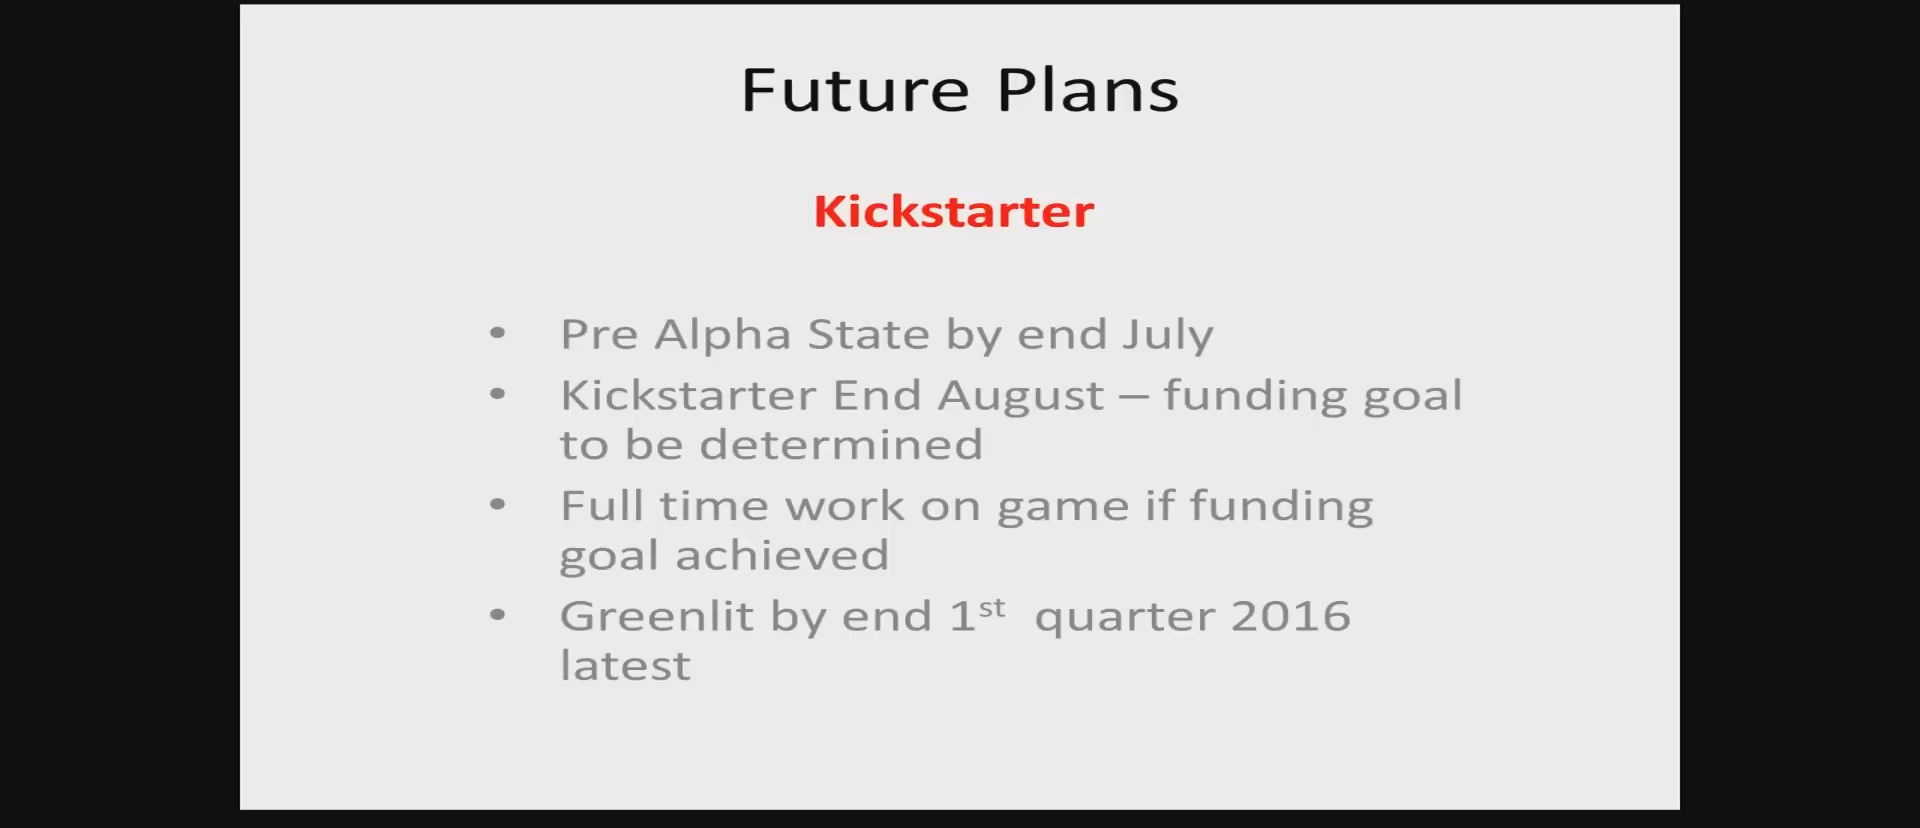 Future Plans
Kickstarter
• Pre Alpha State by end July
• Kickstarter End August – funding goal
to be determined
• Full time work on game if funding
goal achieved
• Greenlit by end 1st quarter 2016
latest